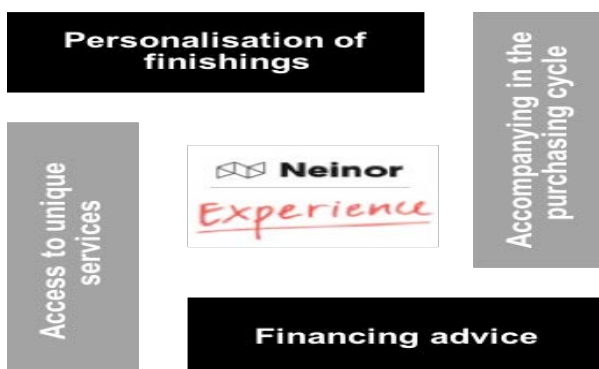 Personalisation of
finishings
Accompanying in the
purchasing cycle
Access to unique
services
Neinor
Experience
Financing advice